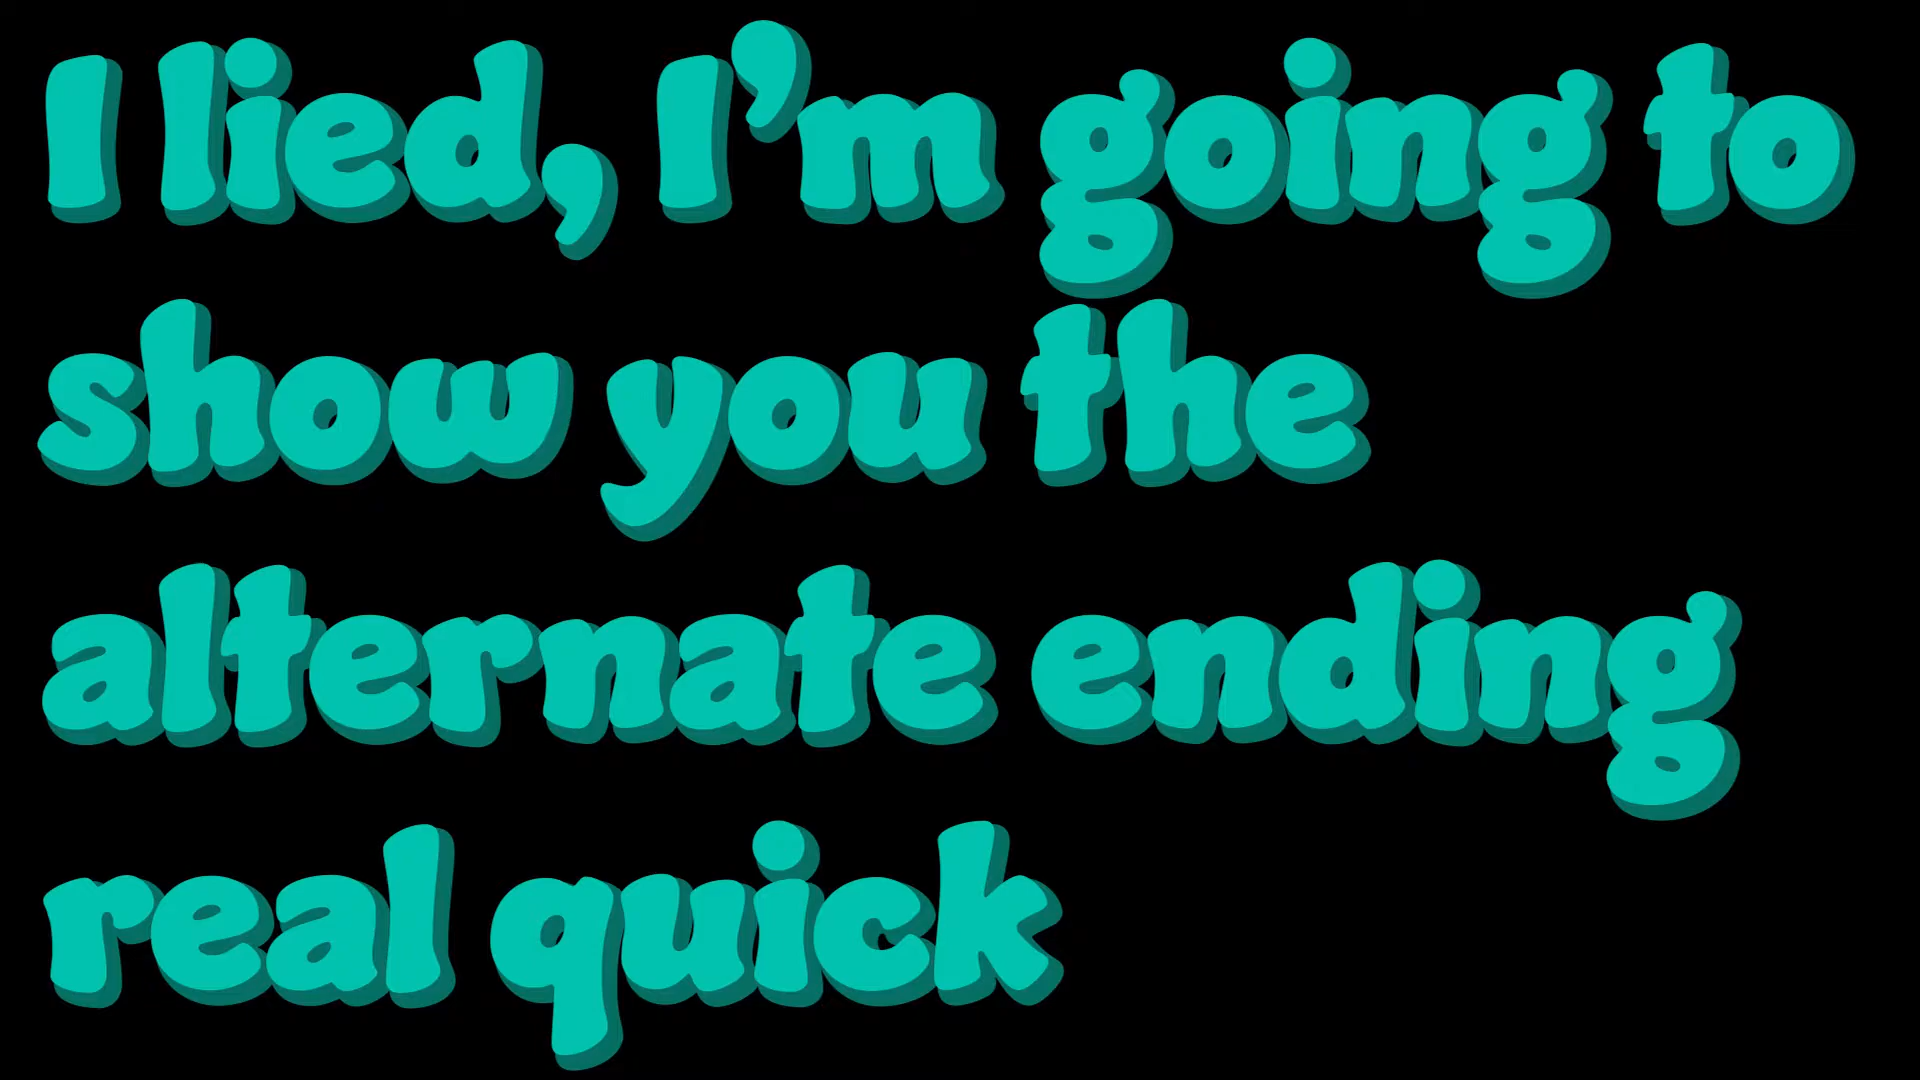 I lied, I’m going to
show you the
alternate ending
real quick